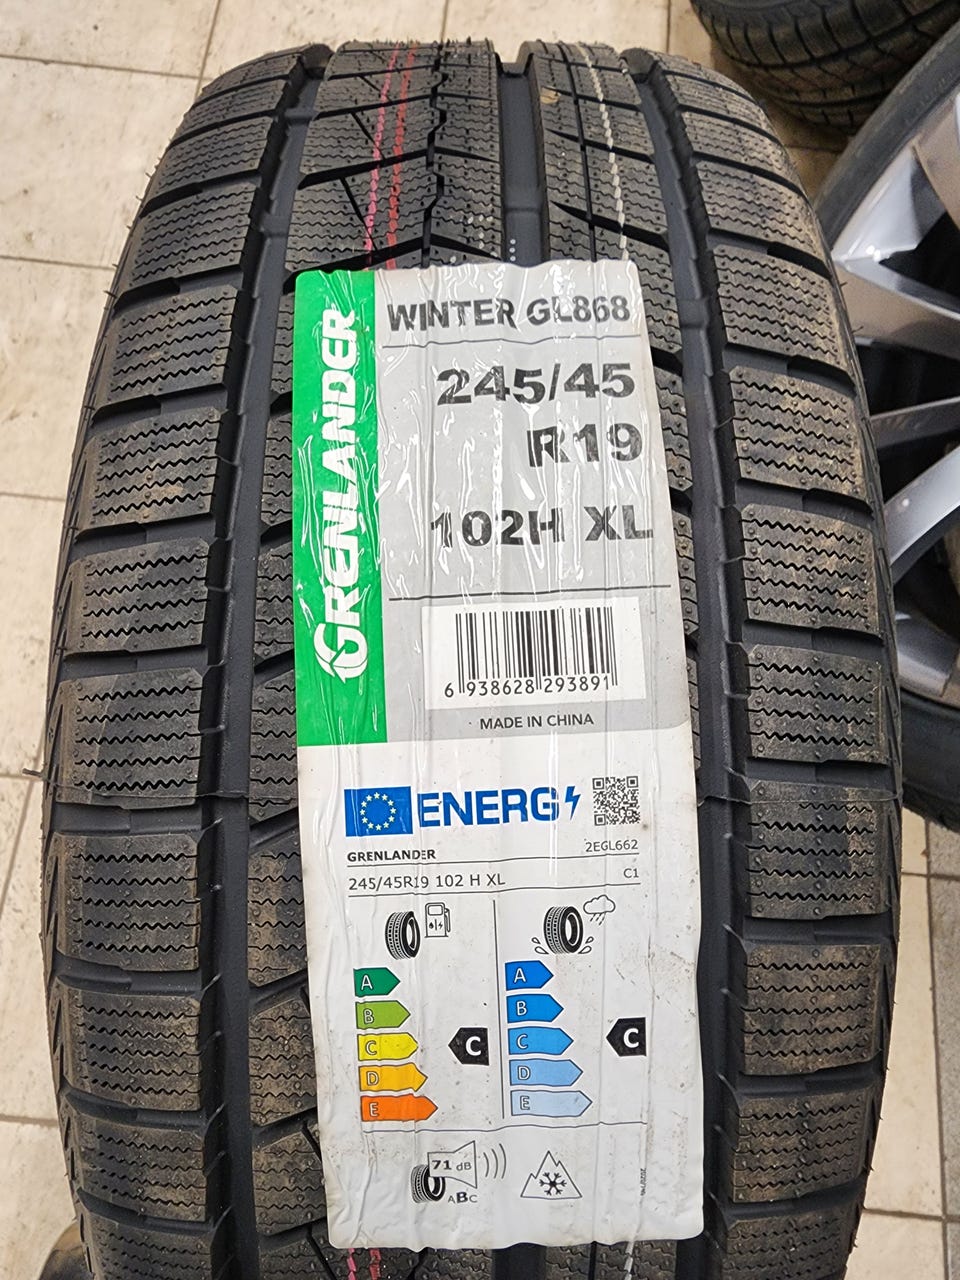 GRENLANDER
WINTER GL868
245/45
R19
102H XL
6 938628 293891
MADE IN CHINA
ENERG
GRENLANDER 2EGL662
245/45R19 102 H XL C1
A A
B B
C C C C
D D
E E
71 dB
ABC